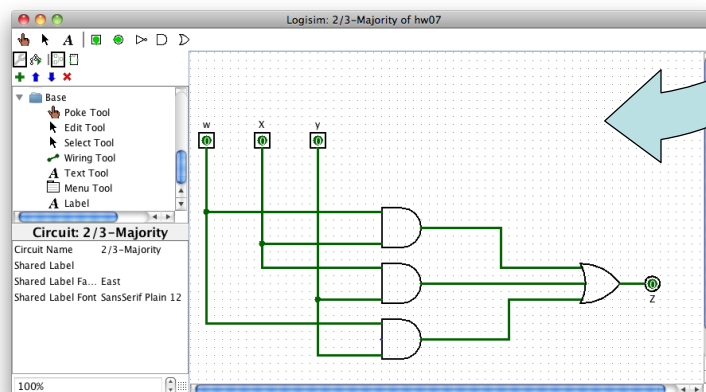 Logisim: 2/3-Majority of hw07
A
Base
Poke Tool
Edit Tool
Select Tool
Wiring Tool
A Text Tool
Menu Tool
A Label
Circuit: 2/3-Majority
Circuit Name 2/3-Majority
Shared Label
Shared Label Fa... East
Shared Label Font SansSerif Plain 12
100%
w X y
0 0 0
0
Z